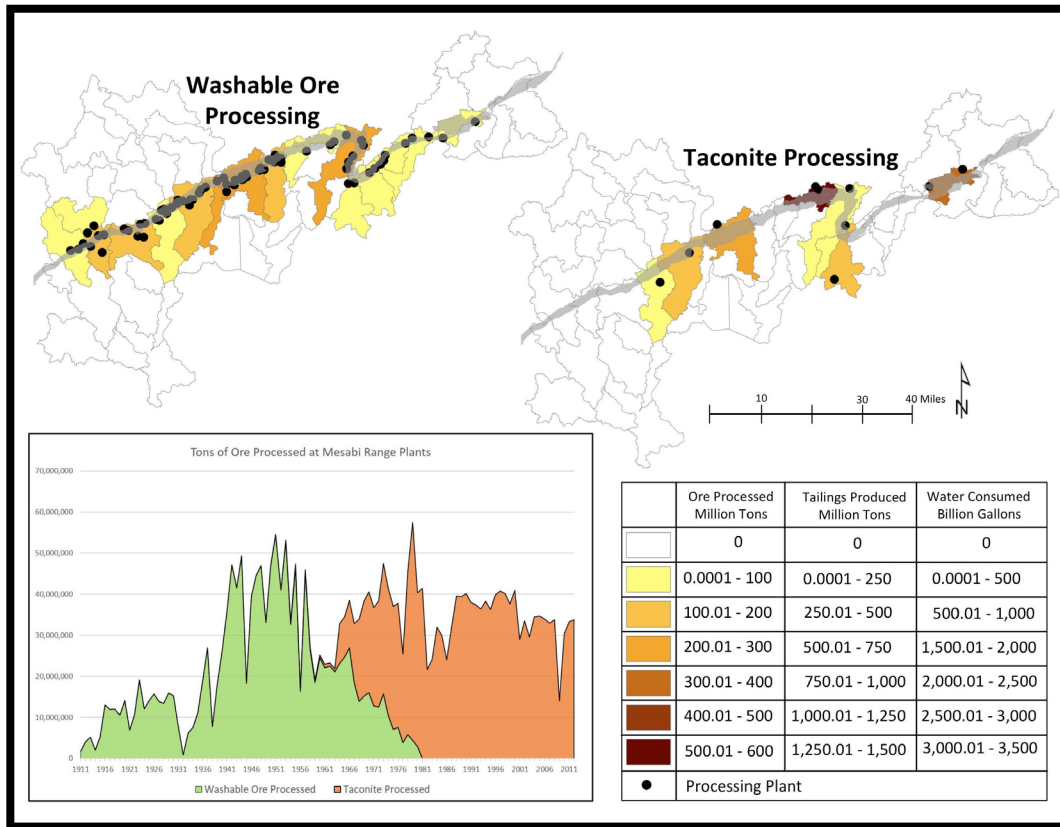 Washable Ore
Processing
Taconite Processing
10 20 30 40 Miles
N
Tons of Ore Processed at Mesabi Range Plants
70,000,000
60,000,000
50,000,000
40,000,000
30,000,000
20,000,000
10,000,000
0
1911 1916 1921 1926 1931 1936 1941 1946 1951 1956 1961 1966 1971 1976 1981 1986 1991 1996 2001 2006 2011
Washable Ore Processed Taconite Processed
Ore Processed Tailings Produced Water Consumed
Million Tons Million Tons Billion Gallons
0 0 0
0.0001 - 100 0.0001 - 250 0.0001 - 500
100.01 - 200 250.01 - 500 500.01 - 1,000
200.01 - 300 500.01 - 750 1,500.01 - 2,000
300.01 - 400 750.01 - 1,000 2,000.01 - 2,500
400.01 - 500 1,000.01 - 1,250 2,500.01 - 3,000
500.01 - 600 1,250.01 - 1,500 3,000.01 - 3,500
Processing Plant